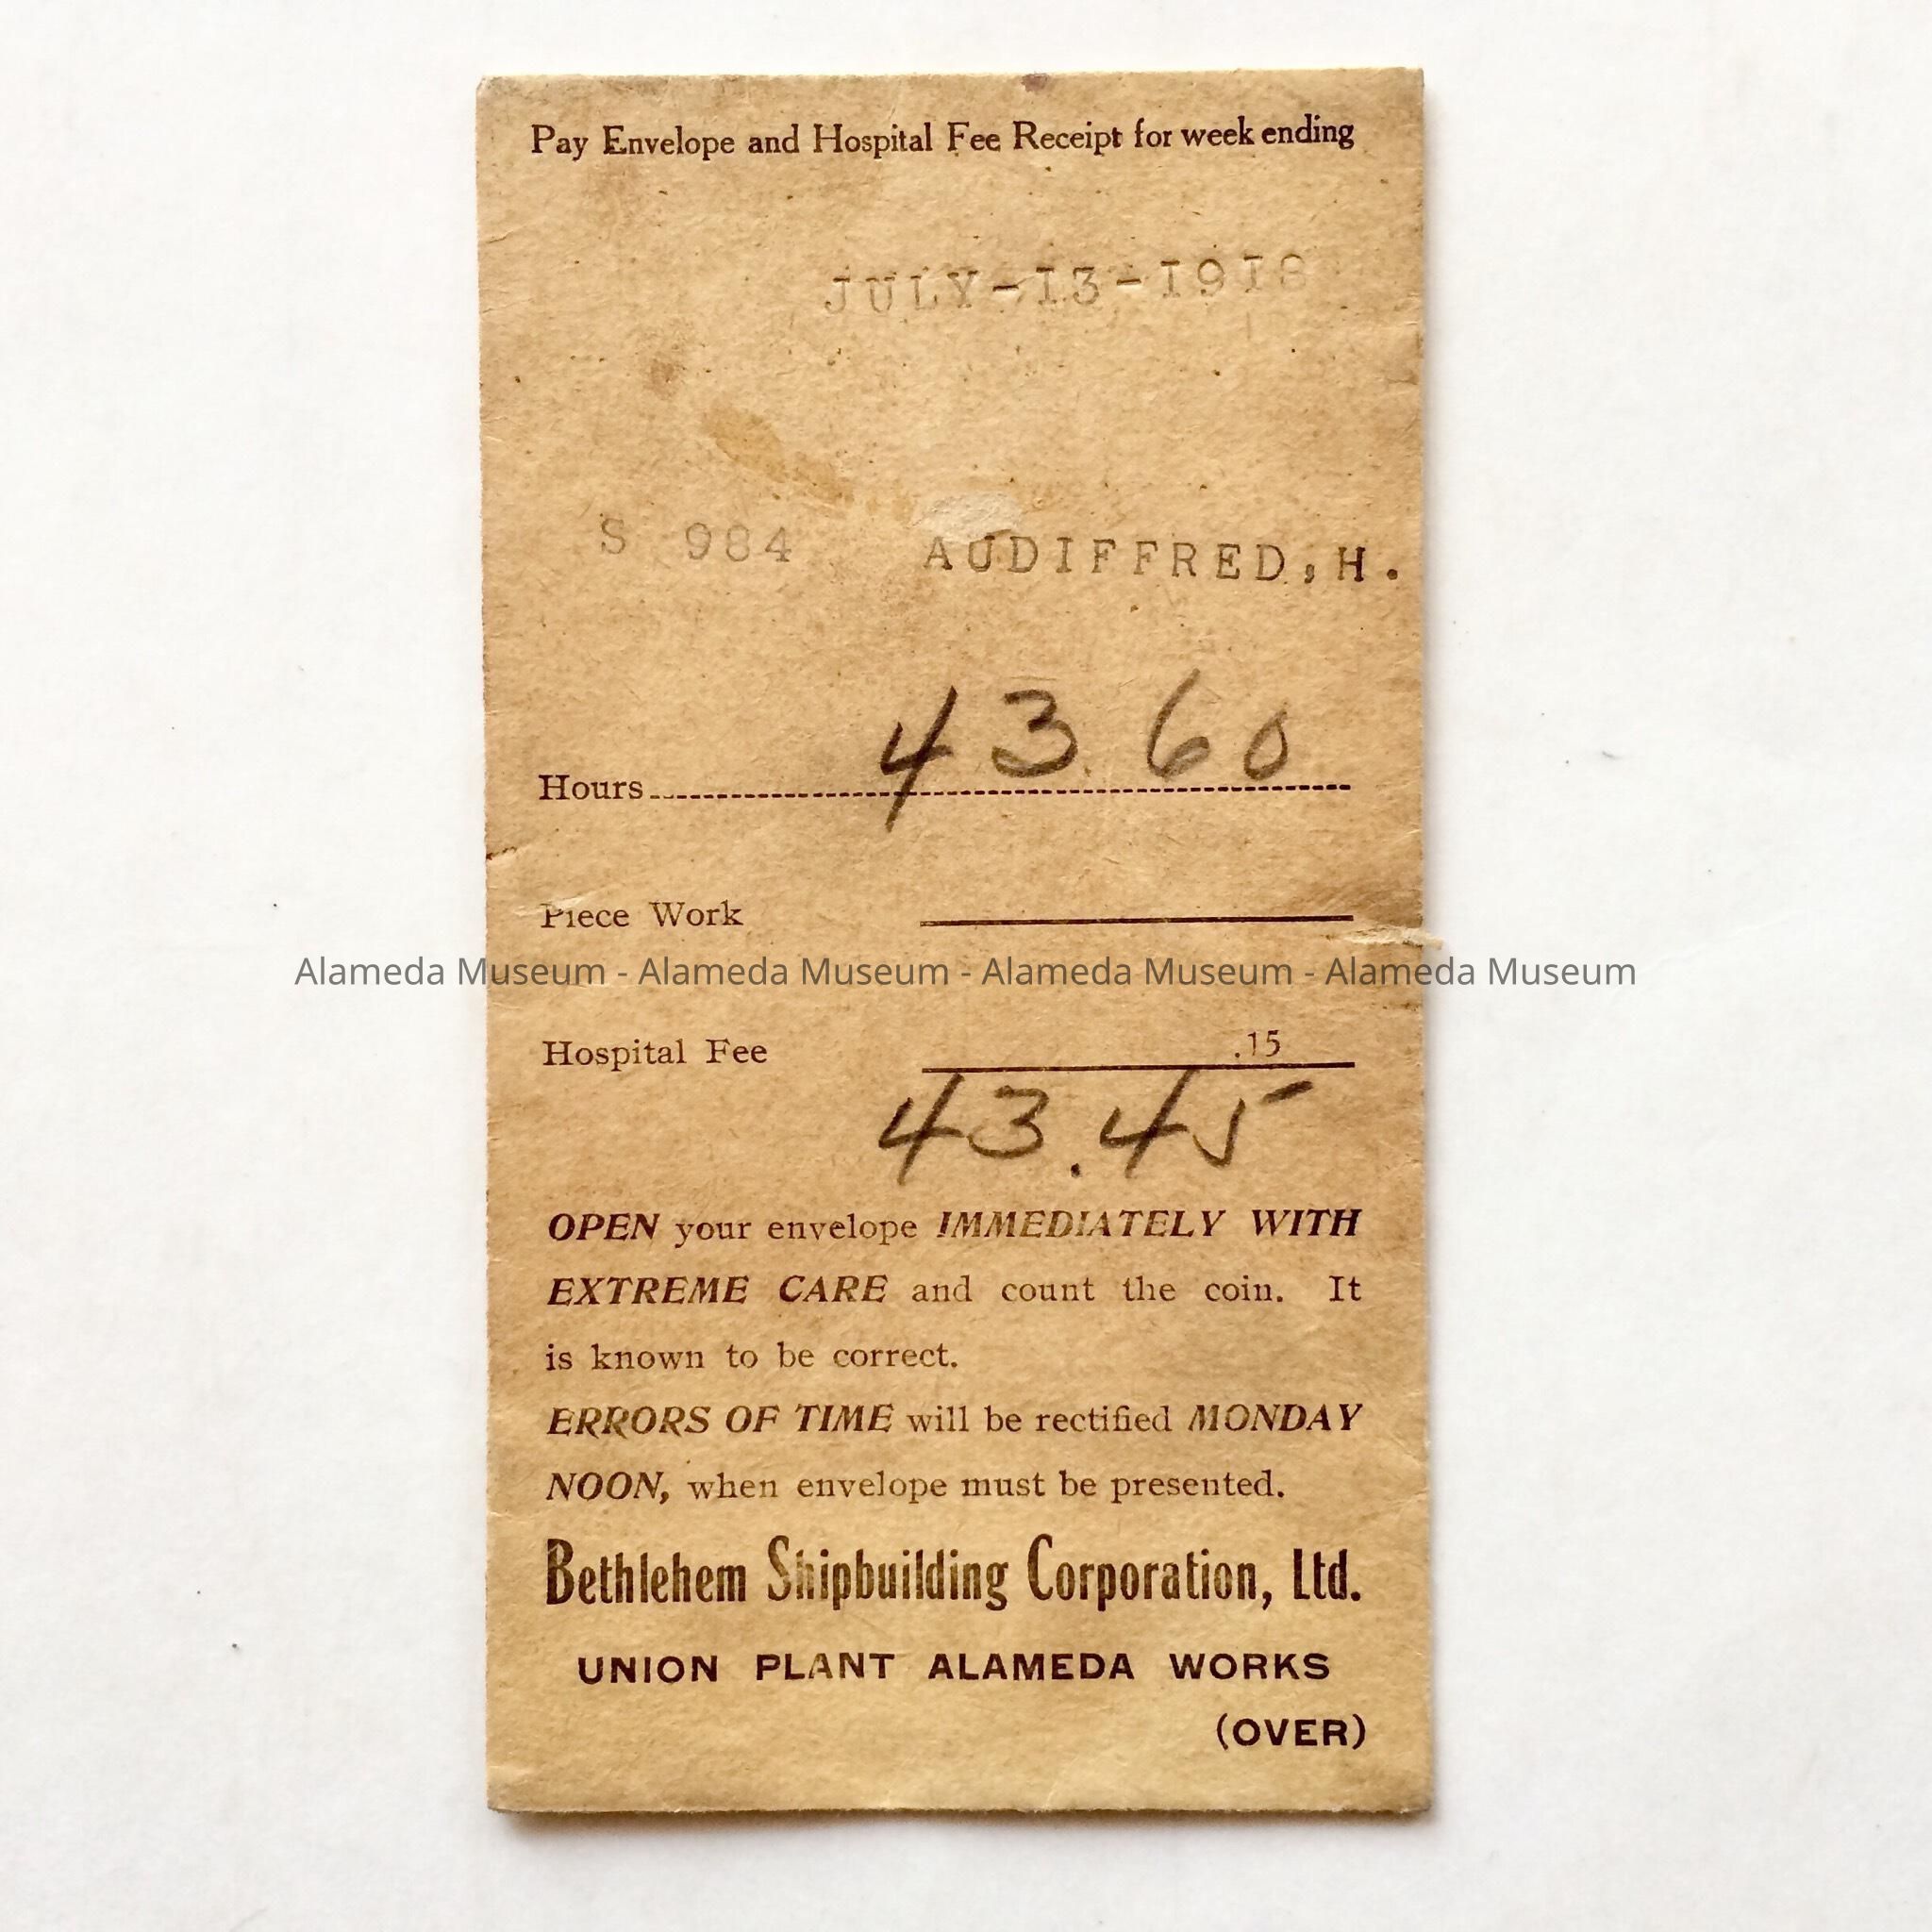 Pay Envelope and Hospital Fee Receipt for week ending
JULY-13-1918
S 984 AUDIFFRED, H.
Hours 43 60
Piece Work
Alameda Museum - Alameda Museum - Alameda Museum - Alameda Museum
Hospital Fee .15
43.45
OPEN your envelope IMMEDIATELY WITH
EXTREME CARE and count the coin. It
is known to be correct.
ERRORS OF TIME will be rectified MONDAY
NOON, when envelope must be presented.
Bethlehem Shipbuilding Corporation, Ltd.
UNION PLANT ALAMEDA WORKS
(OVER)